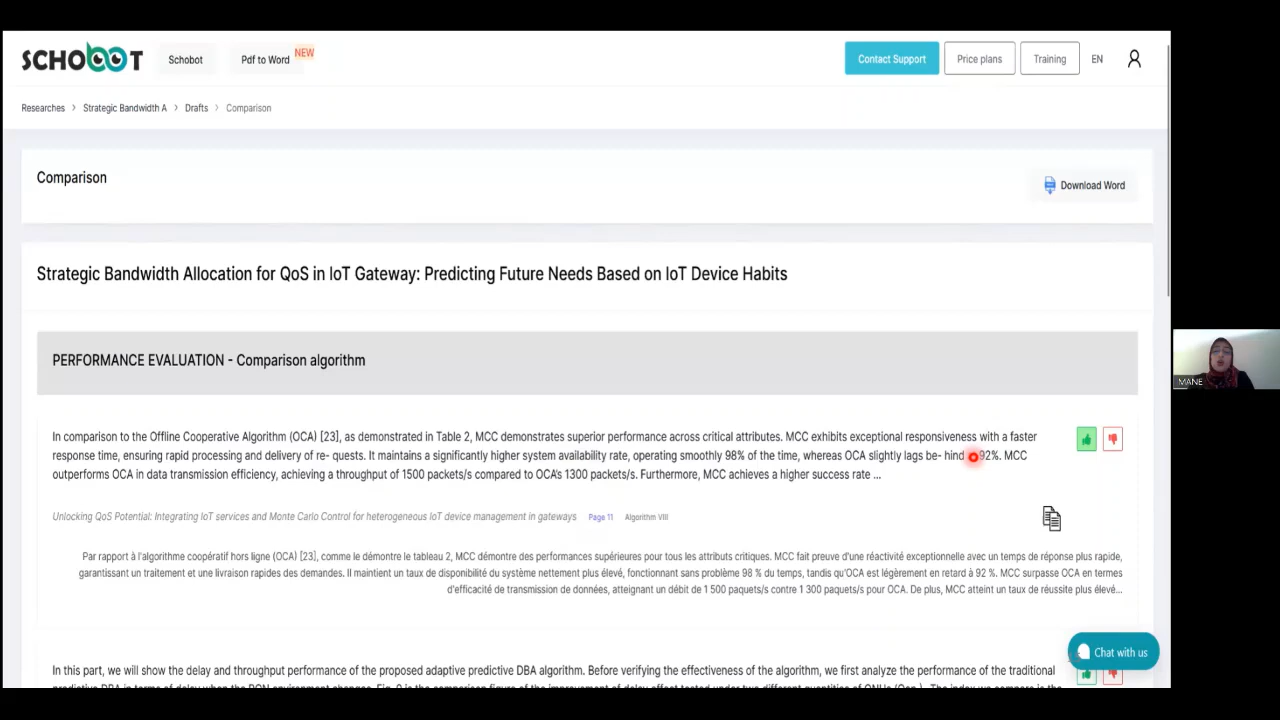 SCHOBOT
Schobot
Pdf to Word
NEW
Contact Support
Price plans
Training
EN
Researches > Strategic Bandwidth A > Drafts > Comparison
Comparison
Download Word
Strategic Bandwidth Allocation for QoS in IoT Gateway: Predicting Future Needs Based on IoT Device Habits
PERFORMANCE EVALUATION - Comparison algorithm
In comparison to the Offline Cooperative Algorithm (OCA) [23], as demonstrated in Table 2, MCC demonstrates superior performance across critical attributes. MCC exhibits exceptional responsiveness with a faster
response time, ensuring rapid processing and delivery of re- quests. It maintains a significantly higher system availability rate, operating smoothly 98% of the time, whereas OCA slightly lags be- hind 92%. MCC
outperforms OCA in data transmission efficiency, achieving a throughput of 1500 packets/s compared to OCA's 1300 packets/s. Furthermore, MCC achieves a higher success rate ...
Unlocking QoS Potential: Integrating IoT services and Monte Carlo Control for heterogeneous IoT device management in gateways Page 11 Algorithm VIII
Par rapport à l'algorithme coopératif hors ligne (OCA) [23], comme le démontre le tableau 2, MCC démontre des performances supérieures pour tous les attributs critiques. MCC fait preuve d'une réactivité exceptionnelle avec un temps de réponse plus rapide,
garantissant un traitement et une livraison rapides des demandes. Il maintient un taux de disponibilité du système nettement plus élevé, fonctionnant sans problème 98 % du temps, tandis qu'OCA est légèrement en retard à 92 %. MCC surpasse OCA en termes
d'efficacité de transmission de données, atteignant un débit de 1 500 paquets/s contre 1 300 paquets/s pour OCA. De plus, MCC atteint un taux de réussite plus élevé...
In this part, we will show the delay and throughput performance of the proposed adaptive predictive DBA algorithm. Before verifying the effectiveness of the algorithm, we first analyze the performance of the traditional
Chat with us
MANE